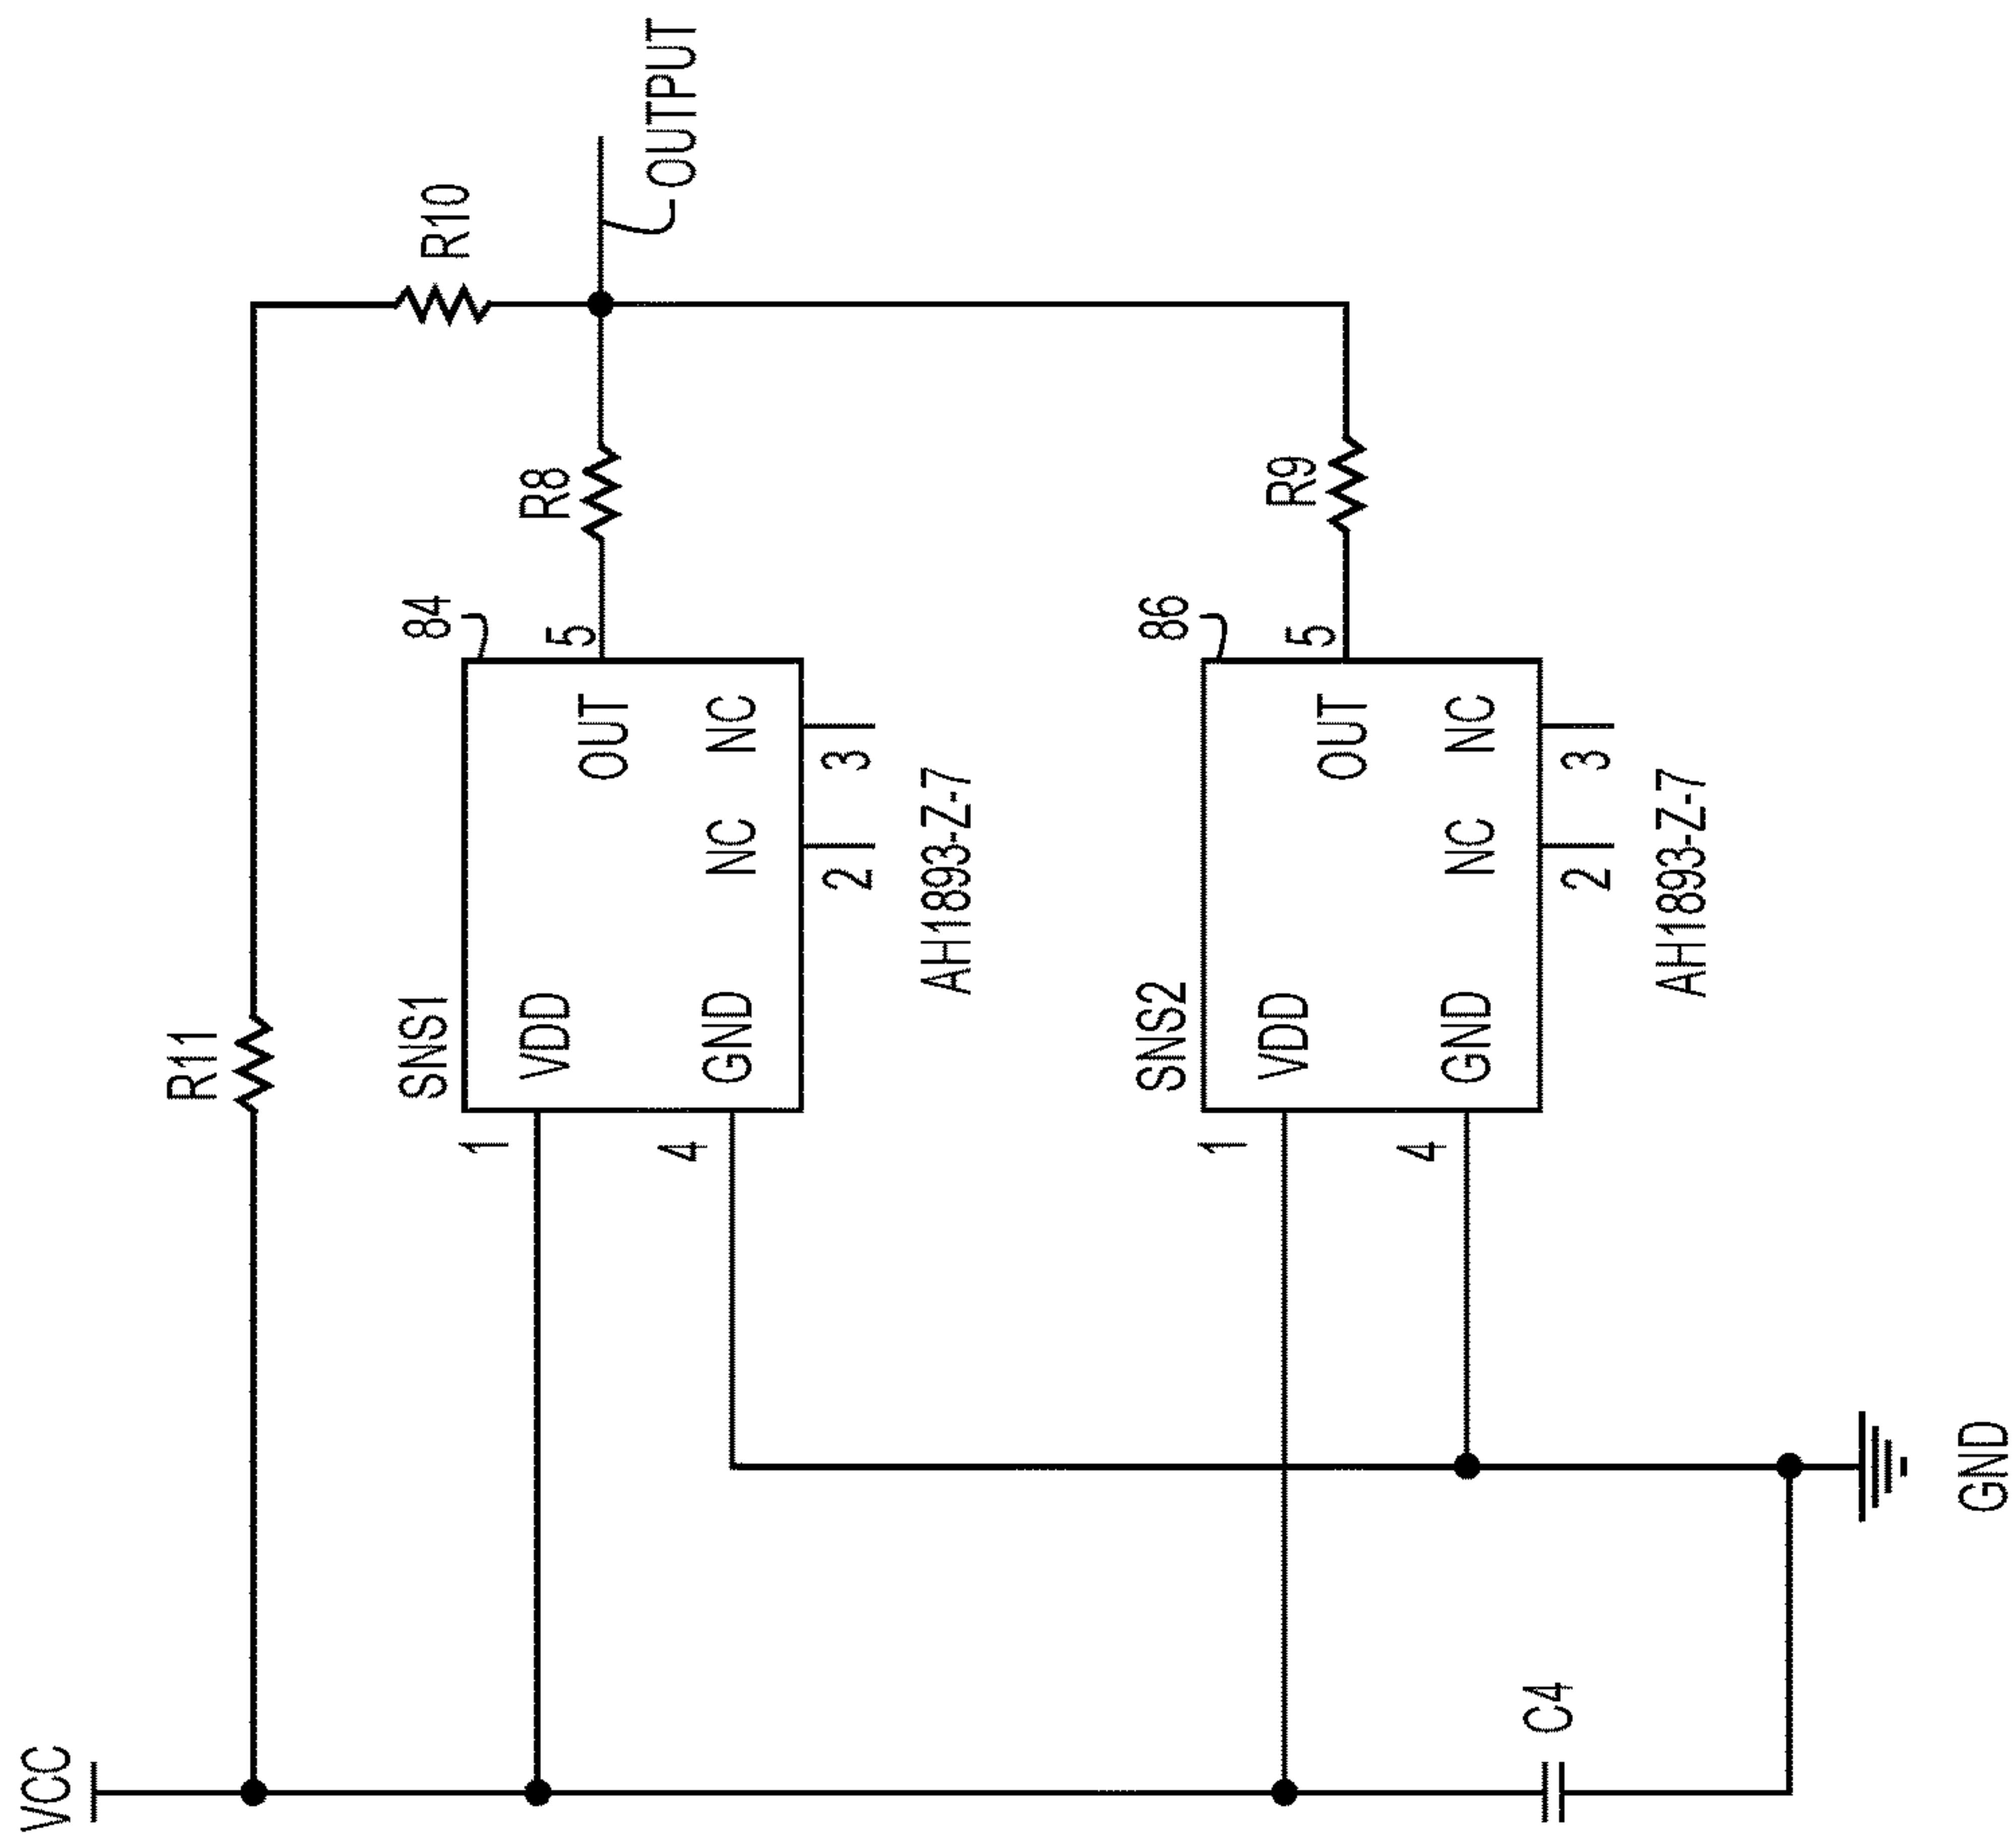 VCC
R11
R10
OUTPUT
SNS1
84
1
VDD
OUT
5
R8
4
GND
NC
NC
2
3
AH1893-Z-7
SNS2
86
1
VDD
OUT
5
R9
4
GND
NC
NC
2
3
AH1893-Z-7
C4
GND